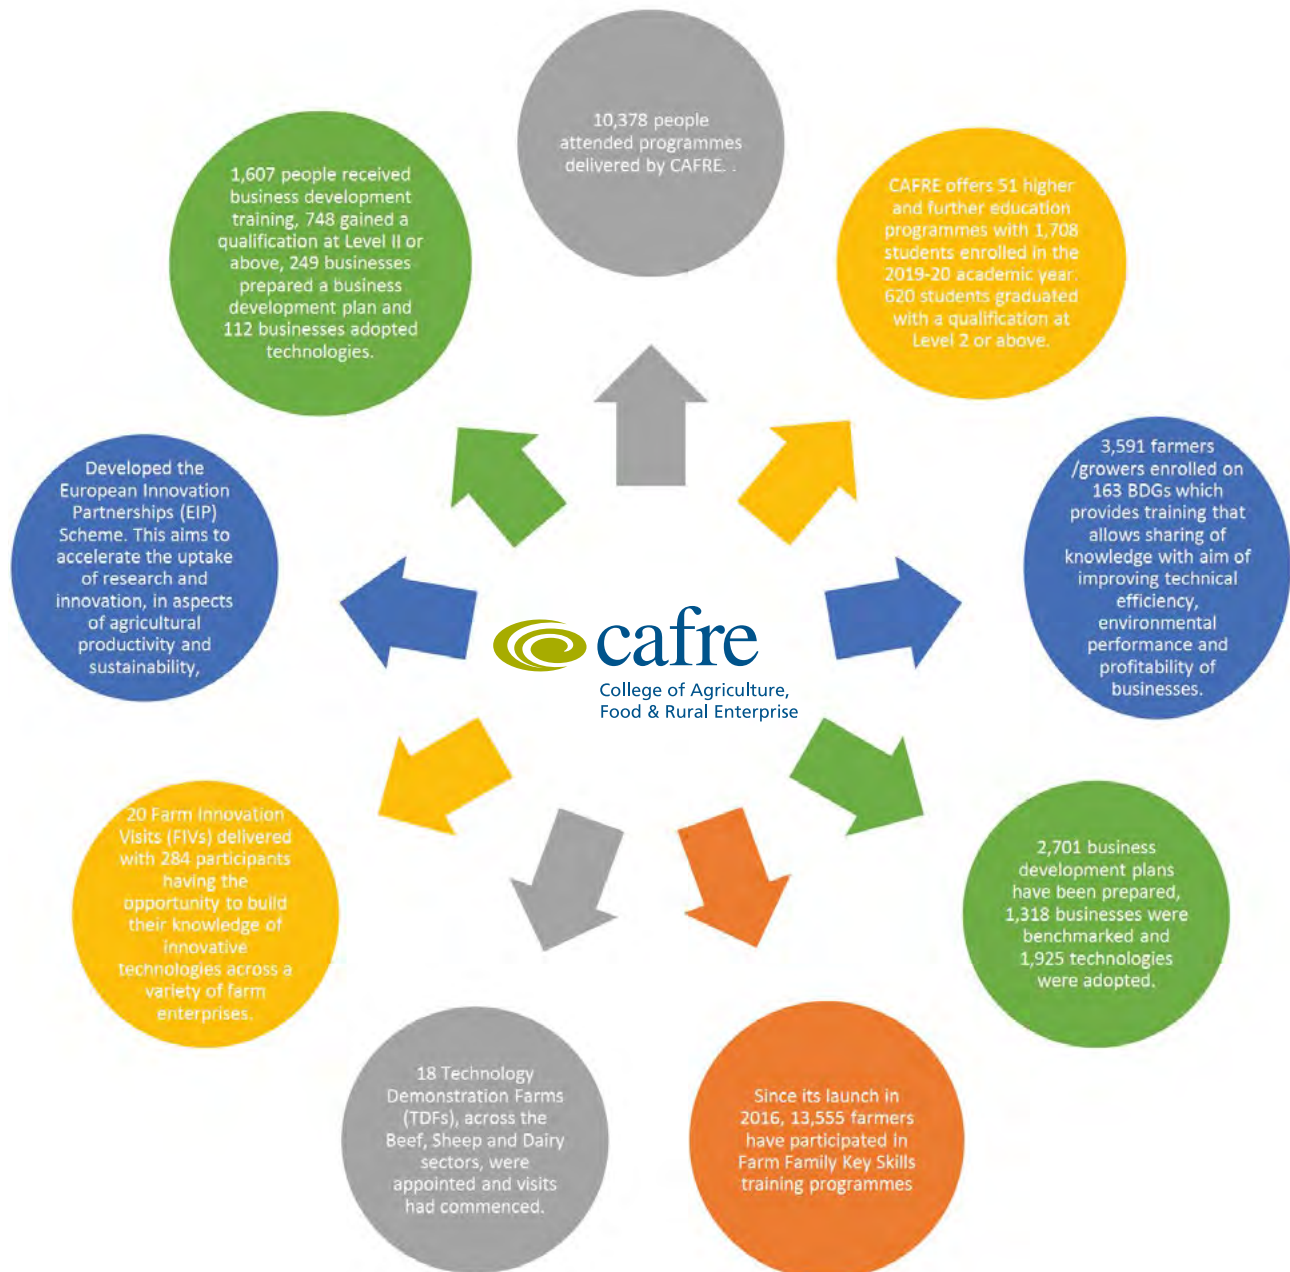 10,378 people
attended programmes
delivered by CAFRE. .
CAFRE offers 51 higher
and further education
programmes with 1,708
students enrolled in the
2019-20 academic year.
620 students graduated
with a qualification at
Level 2 or above.
3,591 farmers
/growers enrolled on
163 BDGs which
provides training that
allows sharing of
knowledge with aim of
improving technical
efficiency,
environmental
performance and
profitability of
businesses.
2,701 business
development plans
have been prepared,
1,318 businesses were
benchmarked and
1,925 technologies
were adopted.
Since its launch in
2016, 13,555 farmers
have participated in
Farm Family Key Skills
training programmes
18 Technology
Demonstration Farms
(TDFs), across the
Beef, Sheep and Dairy
sectors, were
appointed and visits
had commenced.
20 Farm Innovation
Visits (FIVs) delivered
with 284 participants
having the
opportunity to build
their knowledge of
innovative
technologies across a
variety of farm
enterprises.
Developed the
European Innovation
Partnerships (EIP)
Scheme. This aims to
accelerate the uptake
of research and
innovation, in aspects
of agricultural
productivity and
sustainability,
1,607 people received
business development
training, 748 gained a
qualification at Level II or
above, 249 businesses
prepared a business
development plan and
112 businesses adopted
technologies.
cafre
College of Agriculture,
Food & Rural Enterprise